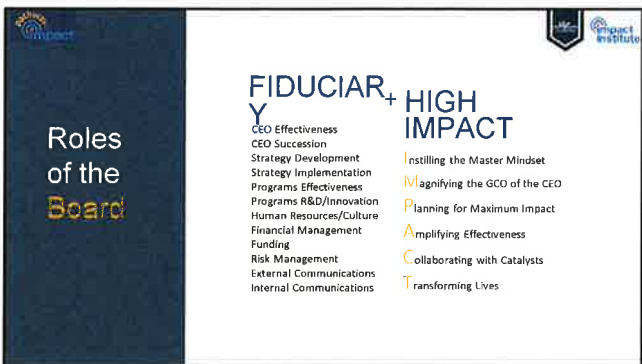 pathway
impact
impact
institute
Roles
of the
Board
FIDUCIAR
Y
+
HIGH
IMPACT
CEO Effectiveness
CEO Succession
Strategy Development
Strategy Implementation
Programs Effectiveness
Programs R&D/Innovation
Human Resources/Culture
Financial Management
Funding
Risk Management
External Communications
Internal Communications
Instilling the Master Mindset
Magnifying the GCO of the CEO
Planning for Maximum Impact
Amplifying Effectiveness
Collaborating with Catalysts
Transforming Lives